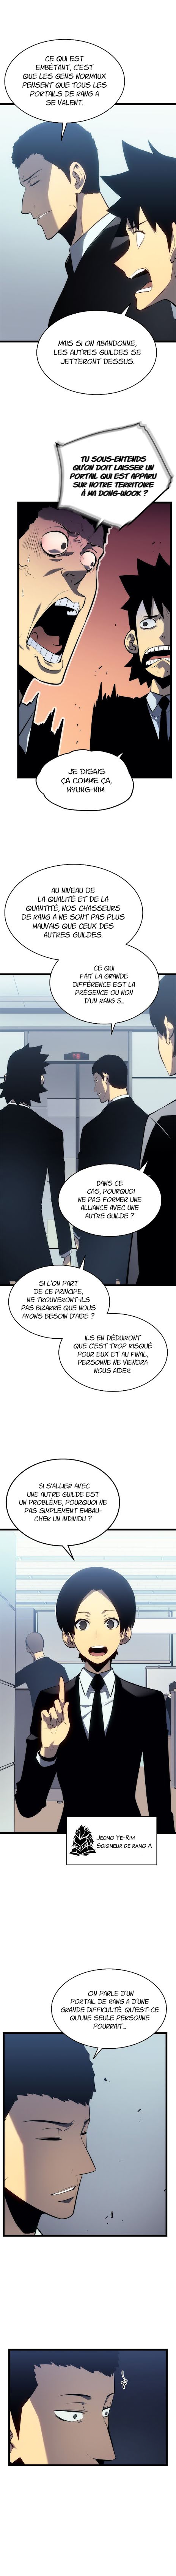 CE QUI EST
EMBÊTANT, C'EST
QUE LES GENS NORMAUX
PENSENT QUE TOUS LES
PORTAILS DE RANG A
SE VALENT.
MAIS SI ON ABANDONNE,
LES AUTRES GUILDES SE
JETTERONT DESSUS.
TU SOUS-ENTENDS
QU'ON DOIT LAISSER UN
PORTAIL QUI EST APPARU
SUR NOTRE TERRITOIRE
À MA DONG-WOOK ?
JE DISAIS
ÇA COMME ÇA,
HYUNG-NIM.
AU NIVEAU DE
LA QUALITÉ ET DE LA
QUANTITÉ, NOS CHASSEURS
DE RANG A NE SONT PAS PLUS
MAUVAIS QUE CEUX DES
AUTRES GUILDES.
CE QUI
FAIT LA GRANDE
DIFFÉRENCE EST LA
PRÉSENCE OU NON
D'UN RANG S...
DANS CE
CAS, POURQUOI
NE PAS FORMER UNE
ALLIANCE AVEC UNE
AUTRE GUILDE ?
SI L'ON PART
DE CE PRINCIPE,
NE TROUVERONT-ILS
PAS BIZARRE QUE NOUS
AYONS BESOIN D'AIDE ?
ILS EN DÉDUIRONT
QUE C'EST TROP RISQUÉ
POUR EUX ET AU FINAL,
PERSONNE NE VIENDRA
NOUS AIDER.
SI S'ALLIER AVEC
UNE AUTRE GUILDE EST
UN PROBLÈME, POURQUOI NE
PAS SIMPLEMENT EMBAU-
CHER UN INDIVIDU ?
JEONG YE-RIM
SOIGNEUR DE RANG A
ON PARLE D'UN
PORTAIL DE RANG A D'UNE
GRANDE DIFFICULTÉ. QU'EST-CE
QU'UNE SEULE PERSONNE
POURRAIT...